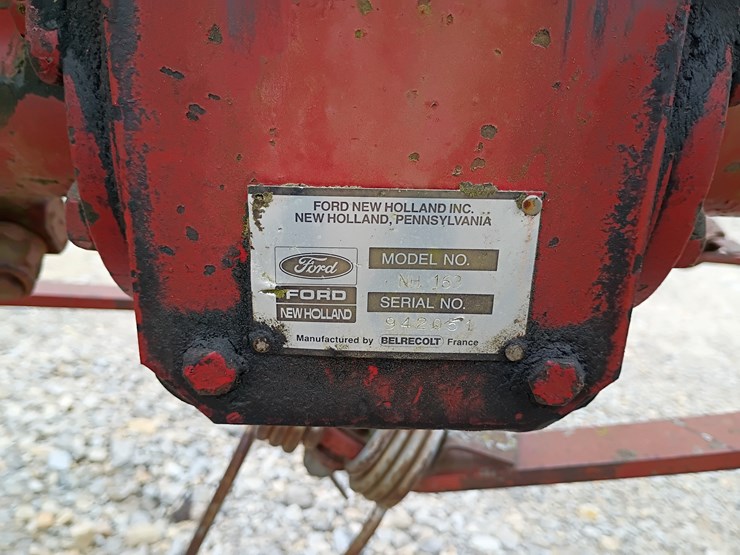 FORD NEW HOLLAND INC.
NEW HOLLAND, PENNSYLVANIA
Ford
FORD
NEW HOLLAND
MODEL NO.
NH
SERIAL NO.
Manufactured by BELRECOLT France